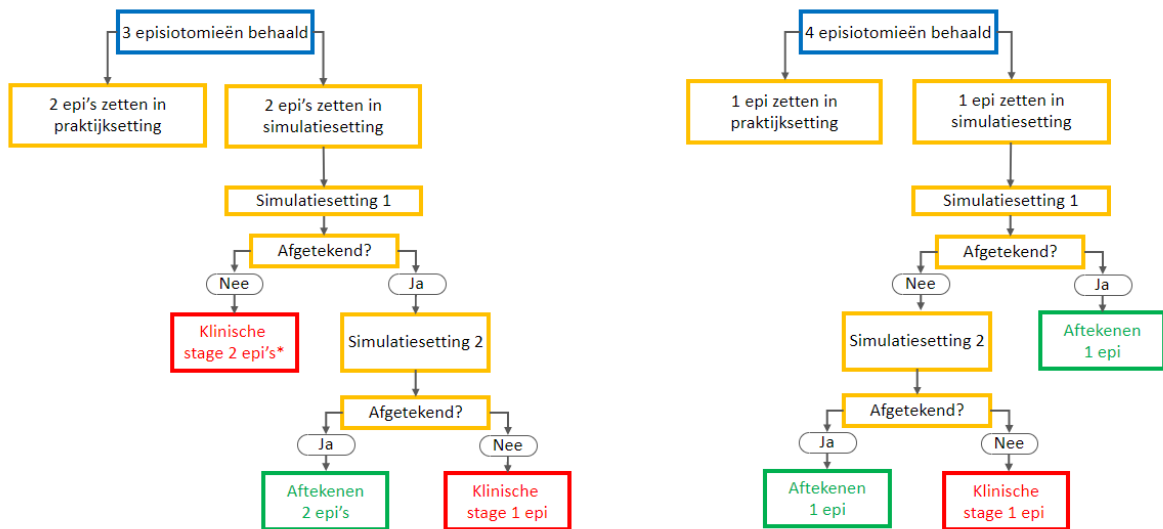 3 episiotomieën behaald
2 epi's zetten in
praktijksetting
2 epi's zetten in
simulatiesetting
Simulatiesetting 1
Afgetekend?
Nee
Ja
Klinische
stage 2 epi's*
Simulatiesetting 2
Afgetekend?
Ja
Nee
Aftekenen
2 epi's
Klinische
stage 1 epi
4 episiotomieën behaald
1 epi zetten in
praktijksetting
1 epi zetten in
simulatiesetting
Simulatiesetting 1
Afgetekend?
Nee
Ja
Simulatiesetting 2
Aftekenen
1 epi
Afgetekend?
Ja
Nee
Aftekenen
1 epi
Klinische
stage 1 epi